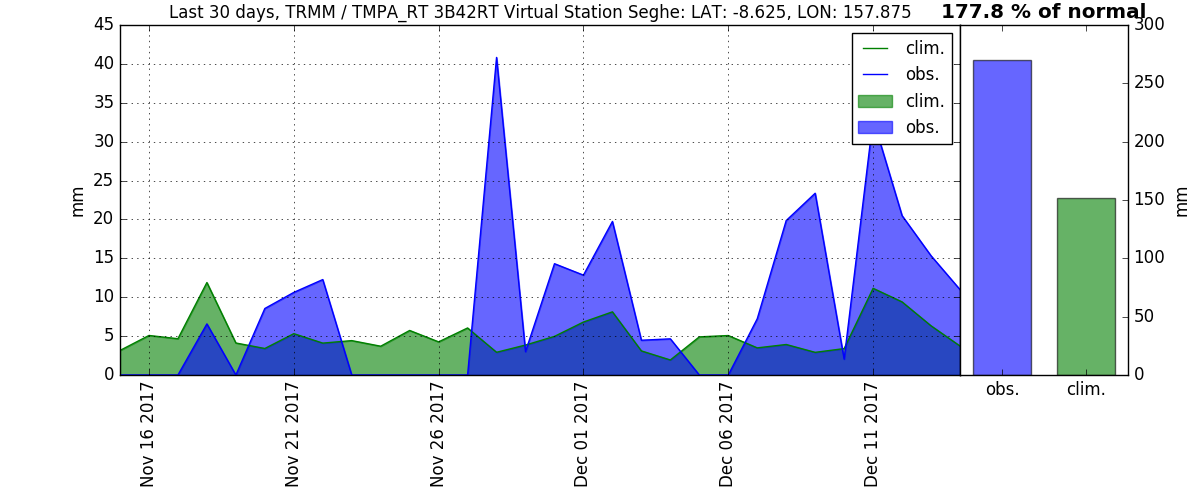 Last 30 days, TRMM / TMPA_RT 3B42RT Virtual Station Seghe: LAT: -8.625, LON: 157.875
177.8 % of normal
45
40
35
30
25
20
15
10
5
0
mm
clim.
obs.
clim.
obs.
Nov 16 2017
Nov 21 2017
Nov 26 2017
Dec 01 2017
Dec 06 2017
Dec 11 2017
300
250
200
150
100
50
0
mm
obs.
clim.